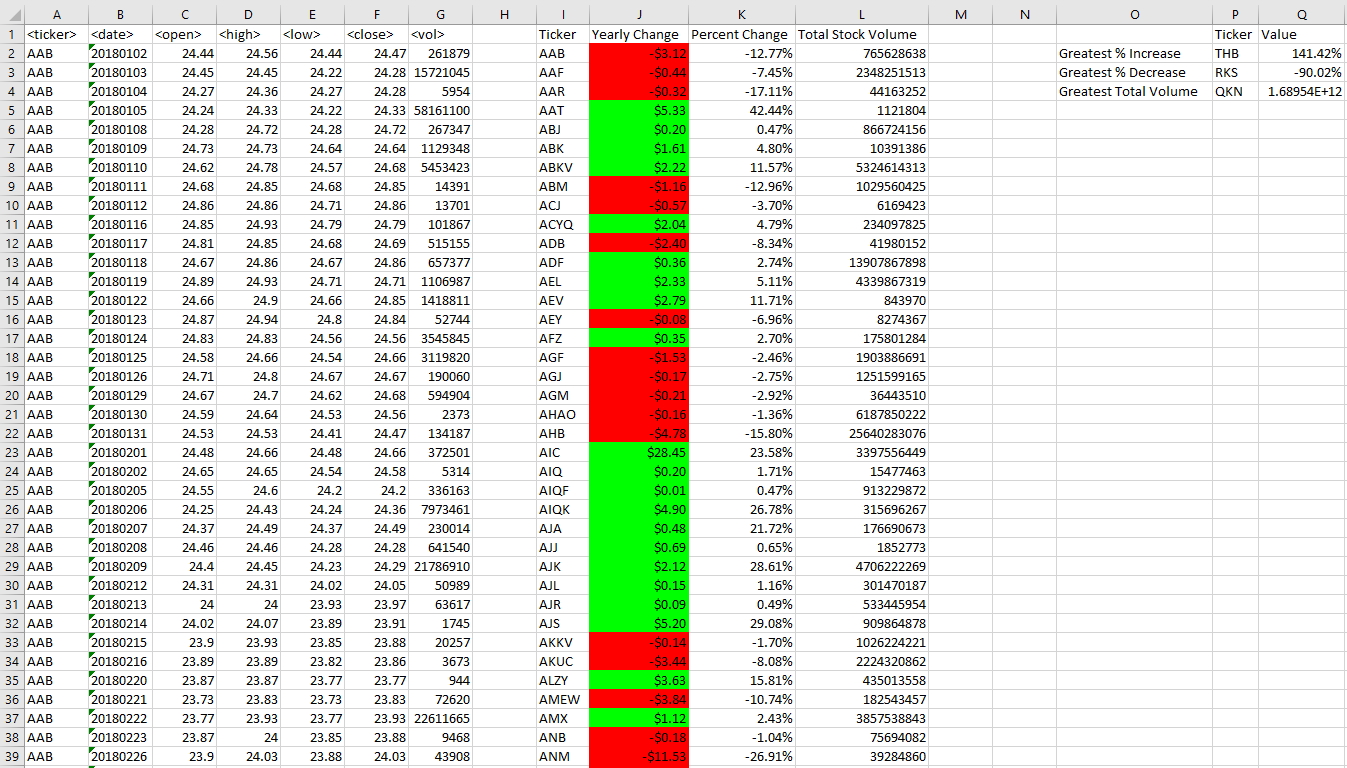 A B C D E F G H I J K L M N O P Q
1 <ticker> <date> <open> <high> <low> <close> <vol> Ticker Yearly Change Percent Change Total Stock Volume Ticker Value
2 AAB 20180102 24.44 24.56 24.44 24.47 261879 AAB -$3.12 -12.77% 765628638 Greatest % Increase THB 141.42%
3 AAB 20180103 24.45 24.45 24.22 24.28 15721045 AAF -$0.44 -7.45% 2348251513 Greatest % Decrease RKS -90.02%
4 AAB 20180104 24.27 24.36 24.27 24.28 5954 AAR -$0.32 -17.11% 44163252 Greatest Total Volume QKN 1.68954E+12
5 AAB 20180105 24.24 24.33 24.22 24.33 58161100 AAT $5.33 42.44% 1121804
6 AAB 20180108 24.28 24.72 24.28 24.72 267347 ABJ $0.20 0.47% 866724156
7 AAB 20180109 24.73 24.73 24.64 24.64 1129348 ABK $1.61 4.80% 10391386
8 AAB 20180110 24.62 24.78 24.57 24.68 5453423 ABKV $2.22 11.57% 5324614313
9 AAB 20180111 24.68 24.85 24.68 24.85 14391 ABM -$1.16 -12.96% 1029560425
10 AAB 20180112 24.86 24.86 24.71 24.86 13701 ACJ -$0.57 -3.70% 6169423
11 AAB 20180116 24.85 24.93 24.79 24.79 101867 ACYQ $2.04 4.79% 234097825
12 AAB 20180117 24.81 24.85 24.68 24.69 515155 ADB -$2.40 -8.34% 41980152
13 AAB 20180118 24.67 24.86 24.67 24.86 657377 ADF $0.36 2.74% 13907867898
14 AAB 20180119 24.89 24.93 24.71 24.71 1106987 AEL $2.33 5.11% 4339867319
15 AAB 20180122 24.66 24.9 24.66 24.85 1418811 AEV $2.79 11.71% 843970
16 AAB 20180123 24.87 24.94 24.8 24.84 52744 AEY -$0.08 -6.96% 8274367
17 AAB 20180124 24.83 24.83 24.56 24.56 3545845 AFZ $0.35 2.70% 175801284
18 AAB 20180125 24.58 24.66 24.54 24.66 3119820 AGF -$1.53 -2.46% 1903886691
19 AAB 20180126 24.71 24.8 24.67 24.67 190060 AGJ -$0.17 -2.75% 1251599165
20 AAB 20180129 24.67 24.7 24.62 24.68 594904 AGM -$0.21 -2.92% 36443510
21 AAB 20180130 24.59 24.64 24.53 24.56 2373 AHAO -$0.16 -1.36% 6187850222
22 AAB 20180131 24.53 24.53 24.41 24.47 134187 AHB -$4.78 -15.80% 25640283076
23 AAB 20180201 24.48 24.66 24.48 24.66 372501 AIC $28.45 23.58% 3397556449
24 AAB 20180202 24.65 24.65 24.54 24.58 5314 AIQ $0.20 1.71% 15477463
25 AAB 20180205 24.55 24.6 24.2 24.2 336163 AIQF $0.01 0.47% 913229872
26 AAB 20180206 24.25 24.43 24.24 24.36 7973461 AIQK $4.90 26.78% 315696267
27 AAB 20180207 24.37 24.49 24.37 24.49 230014 AJA $0.48 21.72% 176690673
28 AAB 20180208 24.46 24.46 24.28 24.28 641540 AJJ $0.69 0.65% 1852773
29 AAB 20180209 24.4 24.45 24.23 24.29 21786910 AJK $2.12 28.61% 4706222269
30 AAB 20180212 24.31 24.31 24.02 24.05 50989 AJL $0.15 1.16% 301470187
31 AAB 20180213 24 24 23.93 23.97 63617 AJR $0.09 0.49% 533445954
32 AAB 20180214 24.02 24.07 23.89 23.91 1745 AJS $5.20 29.08% 909864878
33 AAB 20180215 23.9 23.93 23.85 23.88 20257 AKKV -$0.14 -1.70% 1026224221
34 AAB 20180216 23.89 23.89 23.82 23.86 3673 AKUC -$3.44 -8.08% 2224320862
35 AAB 20180220 23.87 23.87 23.77 23.77 944 ALZY $3.63 15.81% 435013558
36 AAB 20180221 23.73 23.83 23.73 23.83 72620 AMEW -$3.84 -10.74% 182543457
37 AAB 20180222 23.77 23.93 23.77 23.93 22611665 AMX $1.12 2.43% 3857538843
38 AAB 20180223 23.87 24 23.85 23.88 9468 ANB -$0.18 -1.04% 75694082
39 AAB 20180226 23.9 24.03 23.88 24.03 43908 ANM -$11.53 -26.91% 39284860